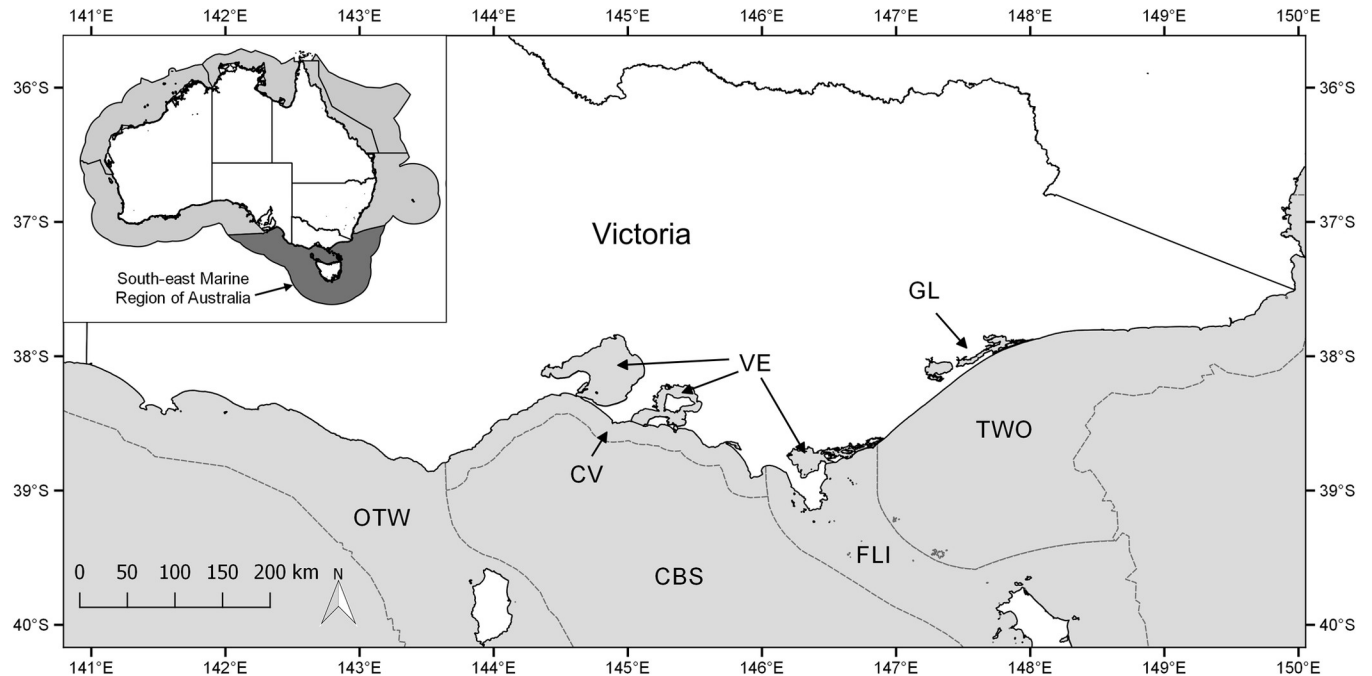 141°E 142°E 143°E 144°E 145°E 146°E 147°E 148°E 149°E 150°E
36°S 36°S
37°S 37°S
Victoria
South-east Marine
Region of Australia
GL
38°S 38°S
VE
TWO
CV
39°S 39°S
OTW
FLI
CBS
0 50 100 150 200 km
N
40°S 40°S
141°E 142°E 143°E 144°E 145°E 146°E 147°E 148°E 149°E 150°E